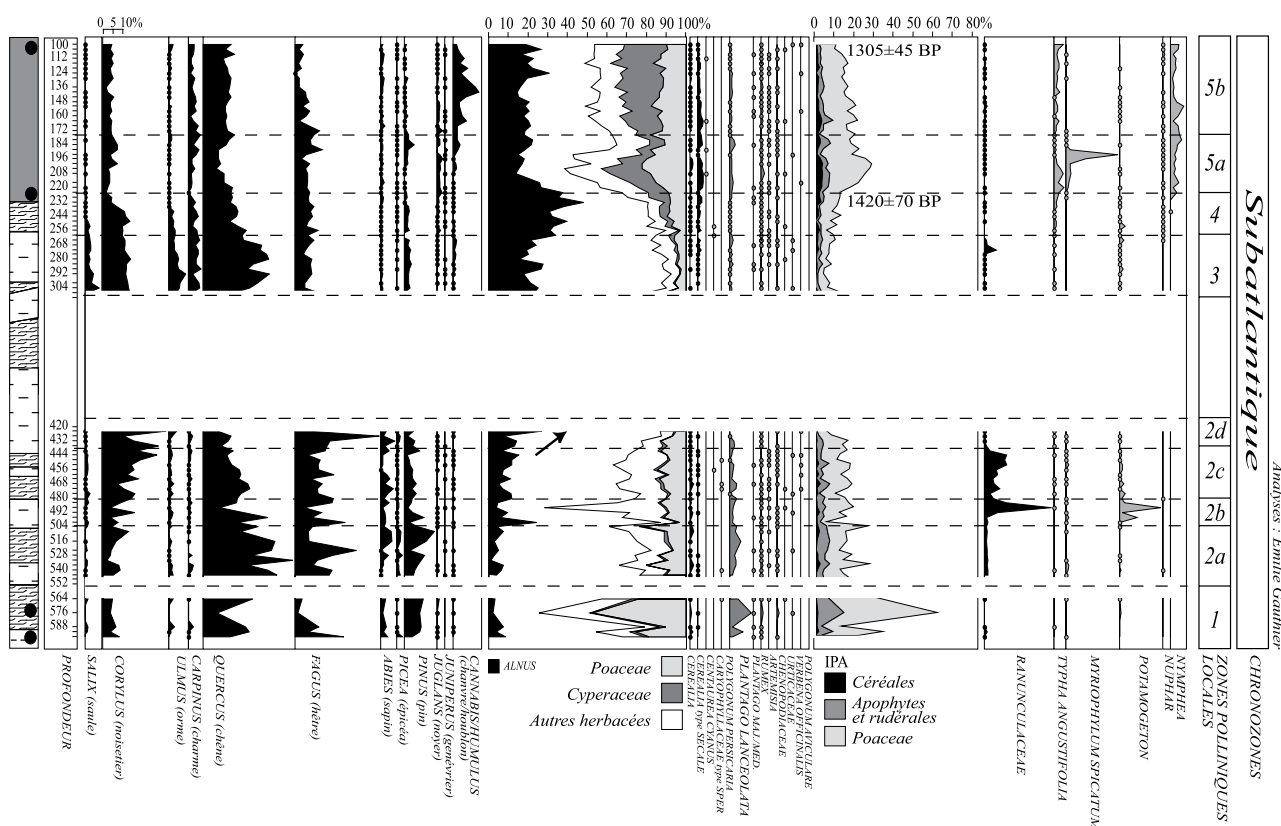 0 5 10%
0 10 20 30 40 50 60 70 80 90 100%
0 10 20 30 40 50 60 70 80%
100
112
124
136
148
160
172
184
196
208
220
232
244
256
268
280
292
304
420
432
444
456
468
480
492
504
516
528
540
552
564
576
588
1305±45 BP
1420±70 BP
5b
5a
4
3
2d
2c
2b
2a
1
Subatlantique
Analyses : Emilie Gauthier
PROFONDEUR
SALIX (saule)
CORYLUS (noisetier)
ULMUS (orme)
CARPINUS (charme)
QUERCUS (chêne)
FAGUS (hêtre)
ABIES (sapin)
PICEA (épicéa)
PINUS (pin)
JUGLANS (noyer)
JUNIPERUS (genévrier)
CANNABIS/HUMULUS
(chanvre/houblon)
ALNUS
Poaceae
Cyperaceae
Autres herbacées
CEREALIA
CEREALIA type SECALE
CENTAUREA CYANUS
CARYOPHYLLACEAE type SPER
POLYGONUM PERSICARIA
PLANTAGO LANCEOLATA
PLANTAGO MAJ/MED.
RUMEX
ARTEMISIA
CHENOPODIACEAE
URTICACEAE
VERBENA OFFICINALIS
POLYGONUM AVICULARE
IPA
Céréales
Apophytes
et rudérales
Poaceae
RANUNCULACEAE
TYPHA ANGUSTIFOLIA
MYRIOPHYLUM SPICATUM
POTAMOGETON
NUPHAR
NYMPHEA
ZONES POLLINIQUES
LOCALES
CHRONOZONES